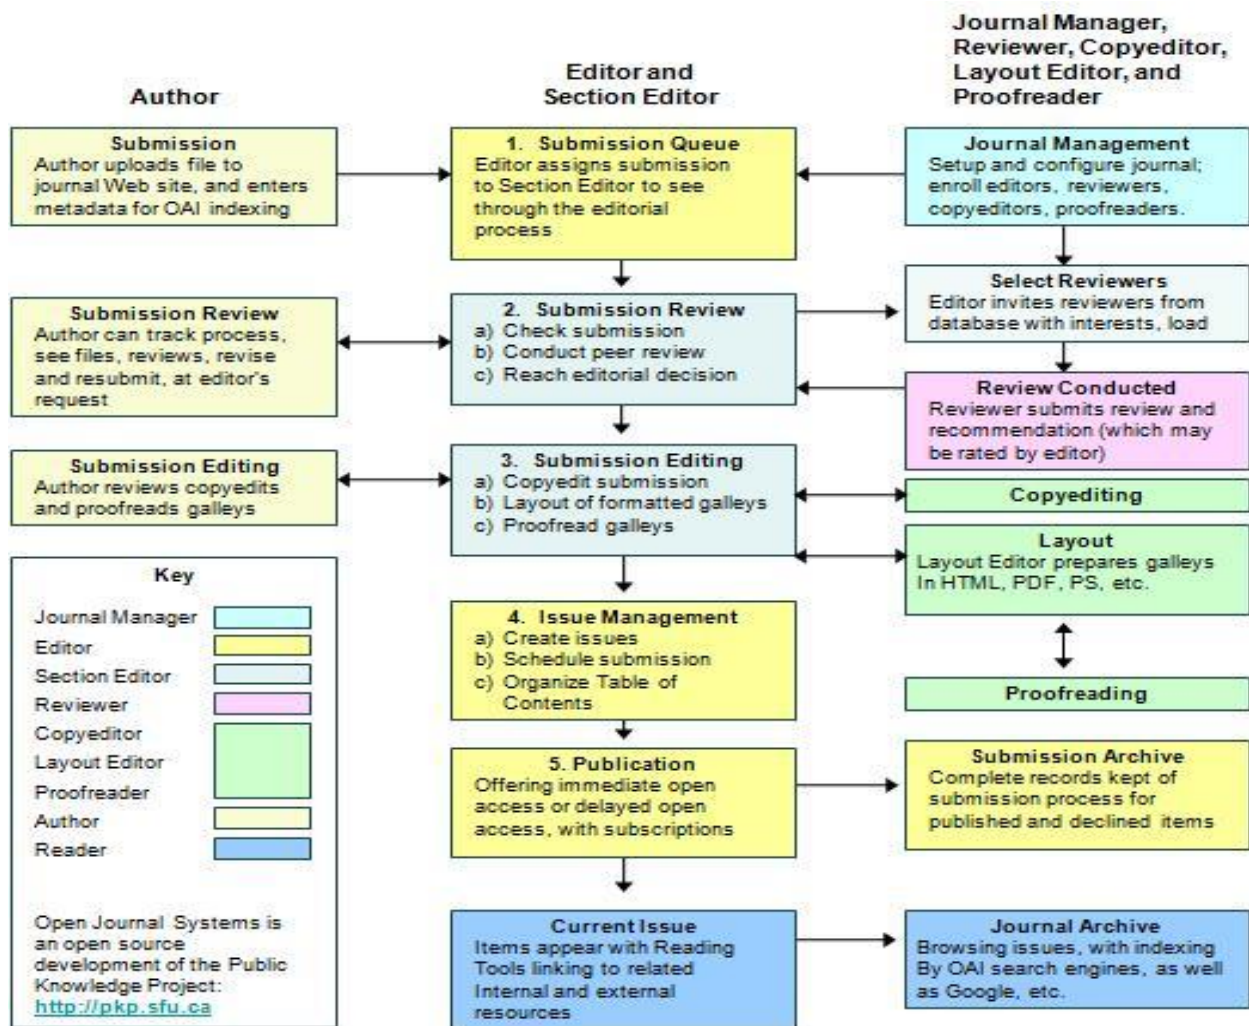 Author
Editor and
Section Editor
Journal Manager,
Reviewer, Copyeditor,
Layout Editor, and
Proofreader
Submission
Author uploads file to
journal Web site, and enters
metadata for OAI indexing
1. Submission Queue
Editor assigns submission
to Section Editor to see
through the editorial
process
Journal Management
Setup and configure journal;
enroll editors, reviewers,
copyeditors, proofreaders.
Submission Review
Author can track process,
see files, reviews, revise
and resubmit, at editor's
request
2. Submission Review
a) Check submission
b) Conduct peer review
c) Reach editorial decision
Select Reviewers
Editor invites reviewers from
database with interests, load
Review Conducted
Reviewer submits review and
recommendation (which may
be rated by editor)
Submission Editing
Author reviews copyedits
and proofreads galleys
3. Submission Editing
a) Copyedit submission
b) Layout of formatted galleys
c) Proofread galleys
Copyediting
Layout
Layout Editor prepares galleys
In HTML, PDF, PS, etc.
Key
Journal Manager
Editor
Section Editor
Reviewer
Copyeditor
Layout Editor
Proofreader
Author
Reader
Open Journal Systems is
an open source
development of the Public
Knowledge Project:
http://pkp.sfu.ca
4. Issue Management
a) Create issues
b) Schedule submission
c) Organize Table of
Contents
Proofreading
5. Publication
Offering immediate open
access or delayed open
access, with subscriptions
Submission Archive
Complete records kept of
submission process for
published and declined items
Current Issue
Items appear with Reading
Tools linking to related
Internal and external
resources
Journal Archive
Browsing issues, with indexing
By OAI search engines, as well
as Google, etc.